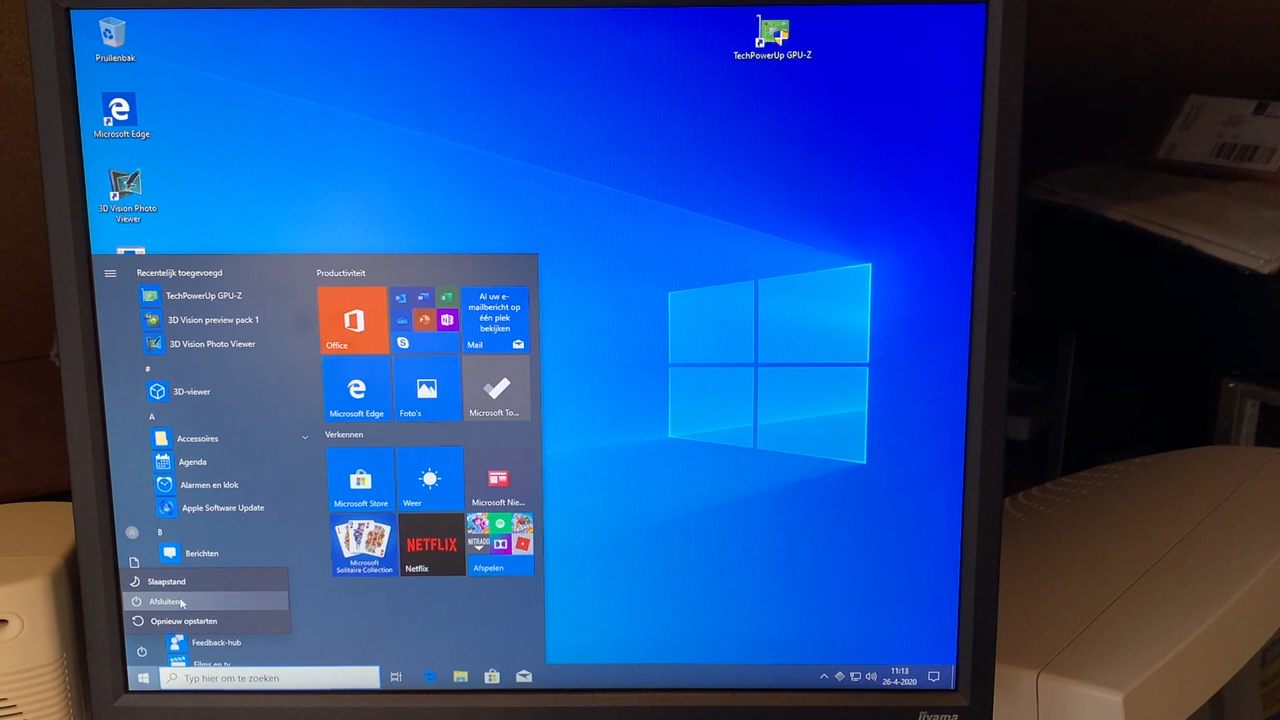 Prullenbak
TechPowerUp GPU-Z
Microsoft Edge
3D Vision Photo
Viewer
Recentelijk toegevoegd
TechPowerUp GPU-Z
3D Vision preview pack 1
3D Vision Photo Viewer
#
3D-viewer
A
Accessoires
Agenda
Alarmen en klok
Apple Software Update
B
Berichten
Slaapstand
Afsluiten
Opnieuw opstarten
Feedback-hub
Films en tv
Productiviteit
Office
Al uw e-
mailbericht op
één plek
bekijken
Mail
Microsoft Edge
Foto's
Microsoft To...
Verkennen
Microsoft Store
Weer
Microsoft Nie...
Microsoft
Solitaire Collection
NETFLIX
Netflix
NITRADO
Afspelen
Typ hier om te zoeken
11:13
26-4-2020
iiyama